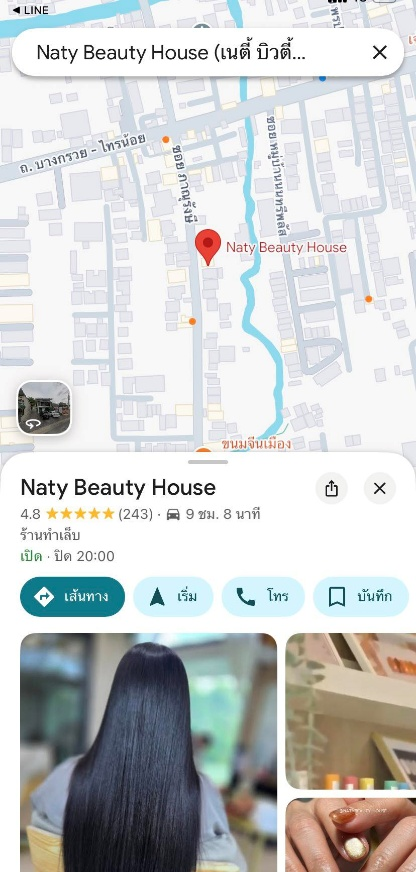 ◀ LINE
Naty Beauty House (เนตี้ บิวตี้...
ถ. บางกรวย - ไทรน้อย
ซอย ภาณุรังษี
Naty Beauty House
ขนมจีนเมือง
Naty Beauty House
4.8 ★★★★★ (243) · 9 ชม. 8 นาที
ร้านทำเล็บ
เปิด · ปิด 20:00
เส้นทาง
เริ่ม
โทร
บันทึก